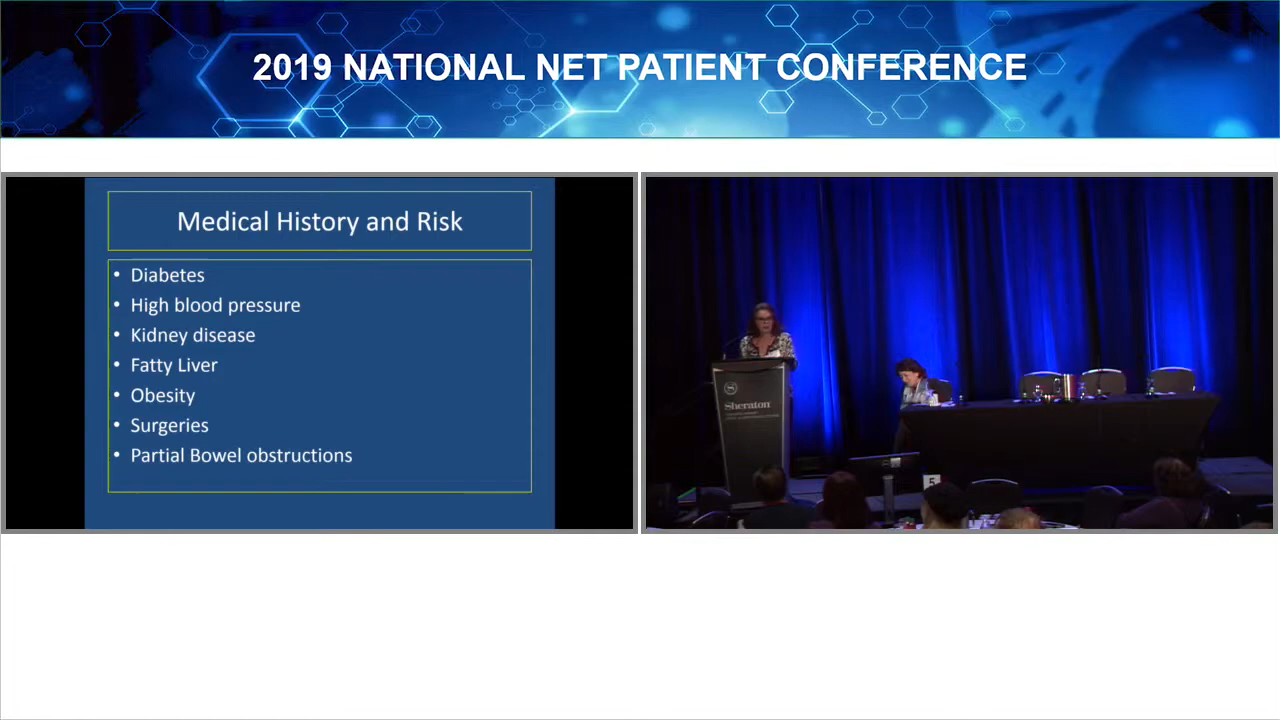 2019 NATIONAL NET PATIENT CONFERENCE
Medical History and Risk
• Diabetes
• High blood pressure
• Kidney disease
• Fatty Liver
• Obesity
• Surgeries
• Partial Bowel obstructions
Sheraton
5